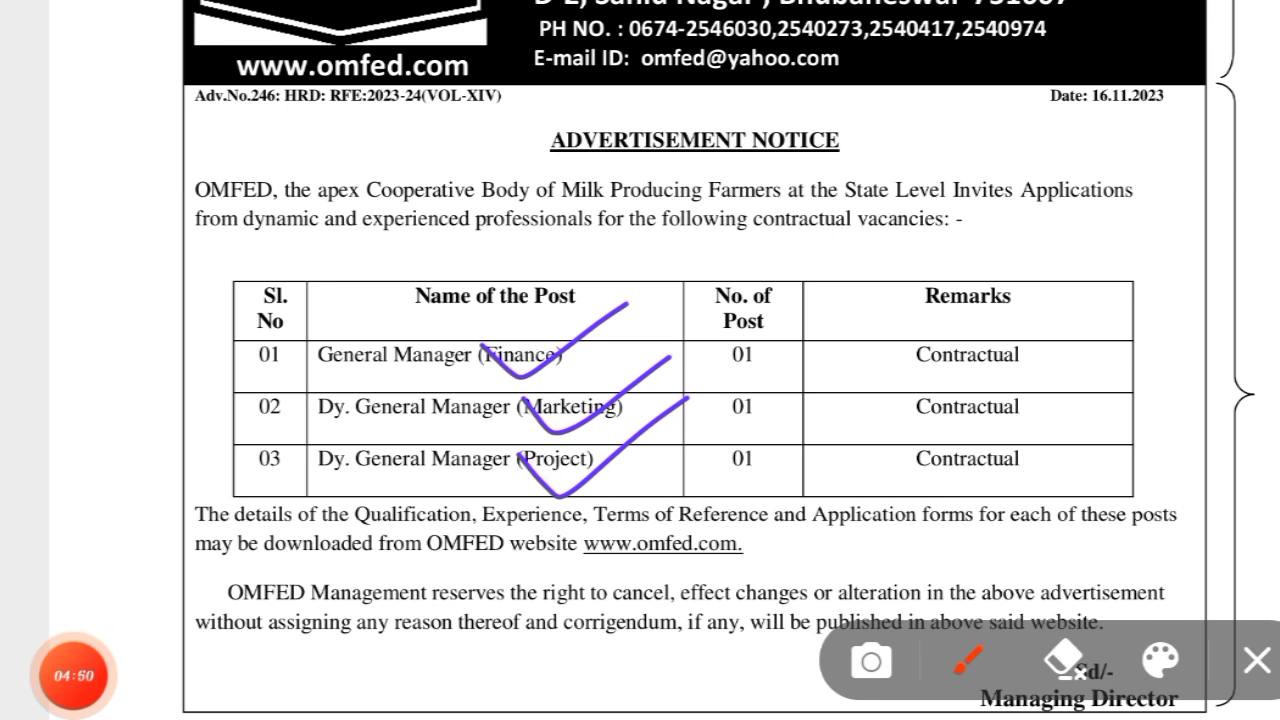 PH NO. : 0674-2546030,2540273,2540417,2540974
www.omfed.com
E-mail ID: omfed@yahoo.com
Adv.No.246: HRD: RFE:2023-24(VOL-XIV) Date: 16.11.2023
ADVERTISEMENT NOTICE
OMFED, the apex Cooperative Body of Milk Producing Farmers at the State Level Invites Applications
from dynamic and experienced professionals for the following contractual vacancies: -
Sl. No Name of the Post No. of Post Remarks
01 General Manager (Finance) 01 Contractual
02 Dy. General Manager (Marketing) 01 Contractual
03 Dy. General Manager (Project) 01 Contractual
The details of the Qualification, Experience, Terms of Reference and Application forms for each of these posts
may be downloaded from OMFED website www.omfed.com.
OMFED Management reserves the right to cancel, effect changes or alteration in the above advertisement
without assigning any reason thereof and corrigendum, if any, will be published in above said website.
04:50
Sd/-
Managing Director